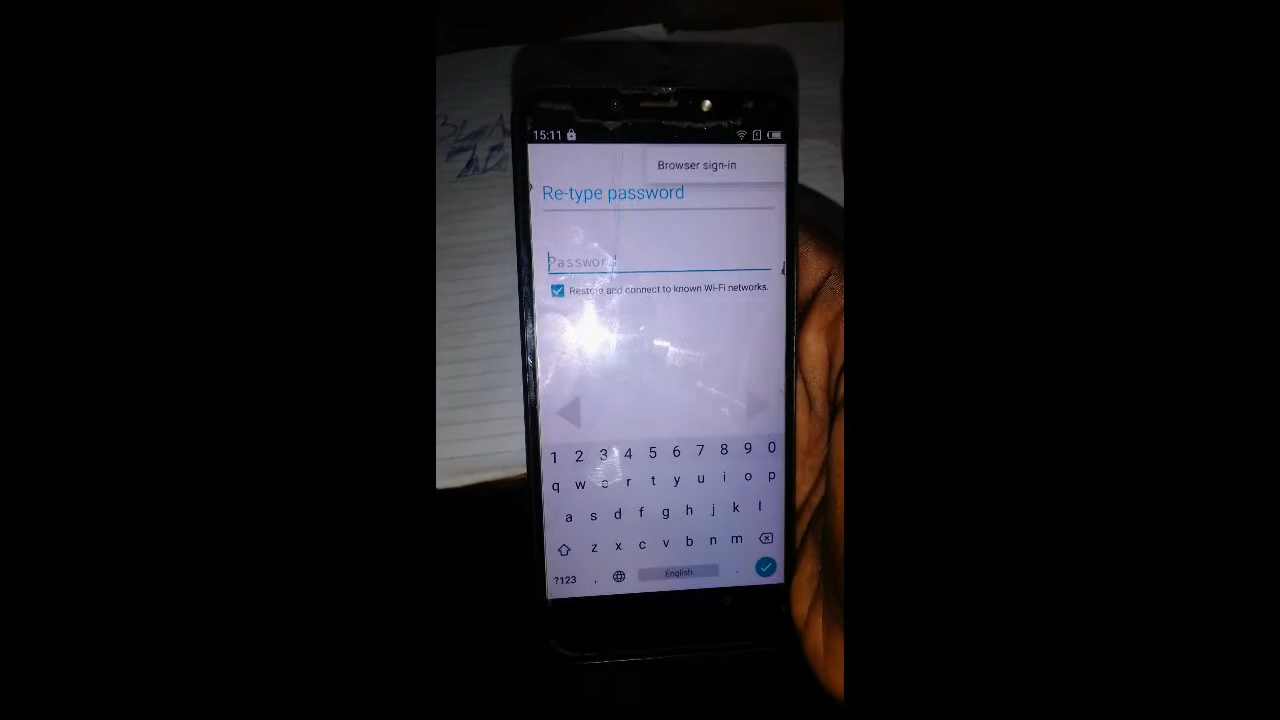 15:11
Browser sign-in
Re-type password
Password
Restore and connect to known Wi-Fi networks.
1 2 3 4 5 6 7 8 9 0
q w e r t y u i o p
a s d f g h j k l
z x c v b n m
?123 , English .